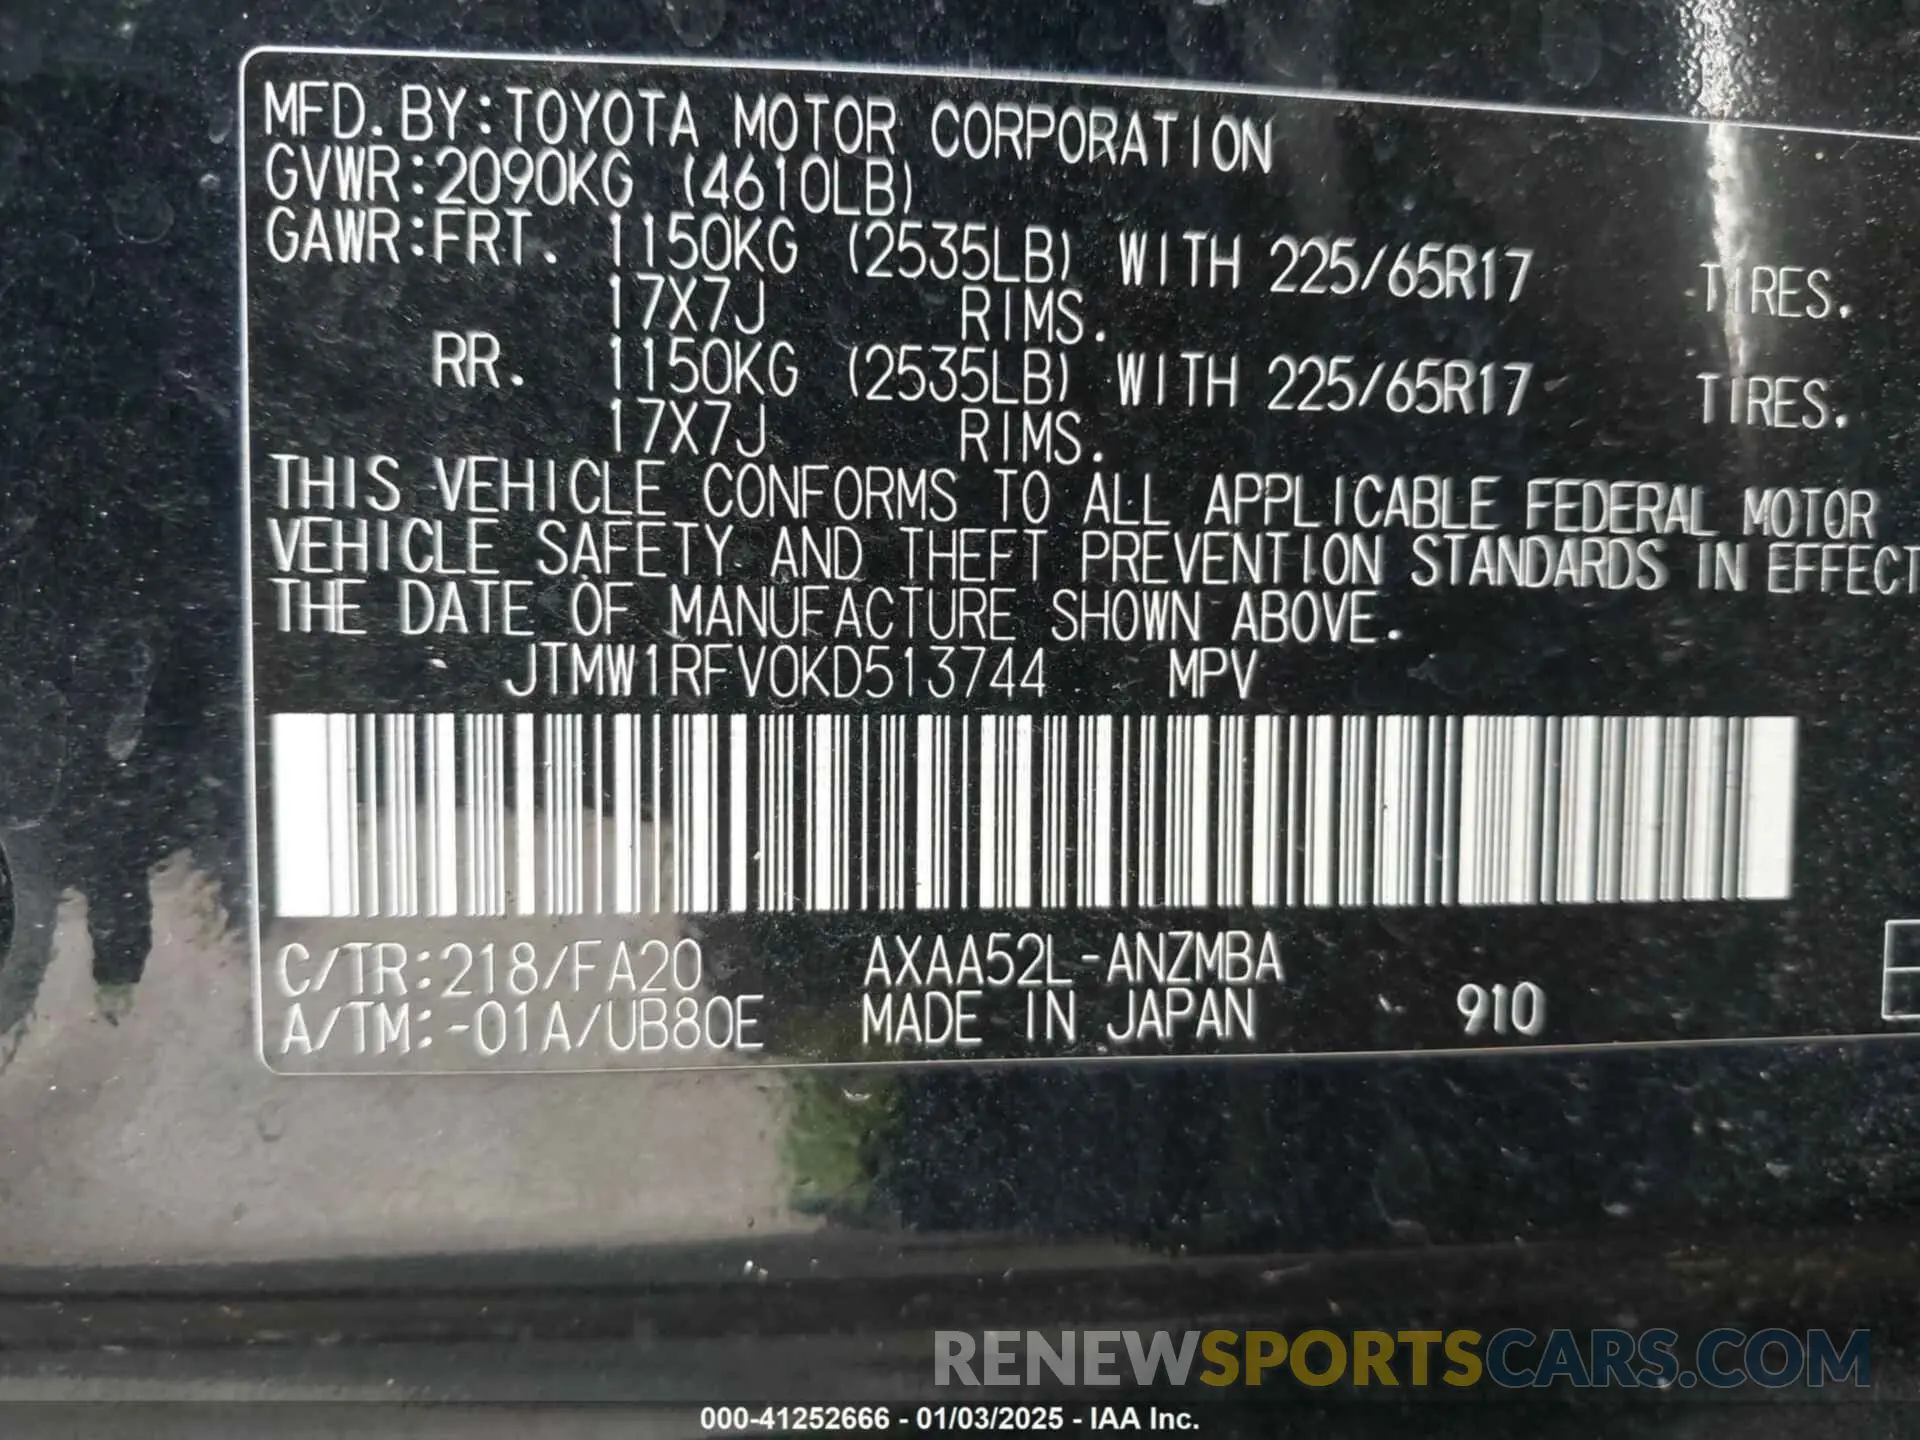 MFD. BY: TOYOTA MOTOR CORPORATION
GVWR: 2090KG (4610LB)
GAWR: FRT. 1150KG (2535LB) WITH 225/65R17 TIRES.
17X7J RIMS.
RR. 1150KG (2535LB) WITH 225/65R17 TIRES.
17X7J RIMS.
THIS VEHICLE CONFORMS TO ALL APPLICABLE FEDERAL MOTOR
VEHICLE SAFETY AND THEFT PREVENTION STANDARDS IN EFFECT
THE DATE OF MANUFACTURE SHOWN ABOVE.
JTMW1RFV0KD513744 MPV
C/TR: 218/FA20 AXAA52L-ANZMBA
A/TM: -01A/UB80E MADE IN JAPAN 910
RENEWSPORTSCARS.COM
000-41252666 - 01/03/2025 - IAA Inc.